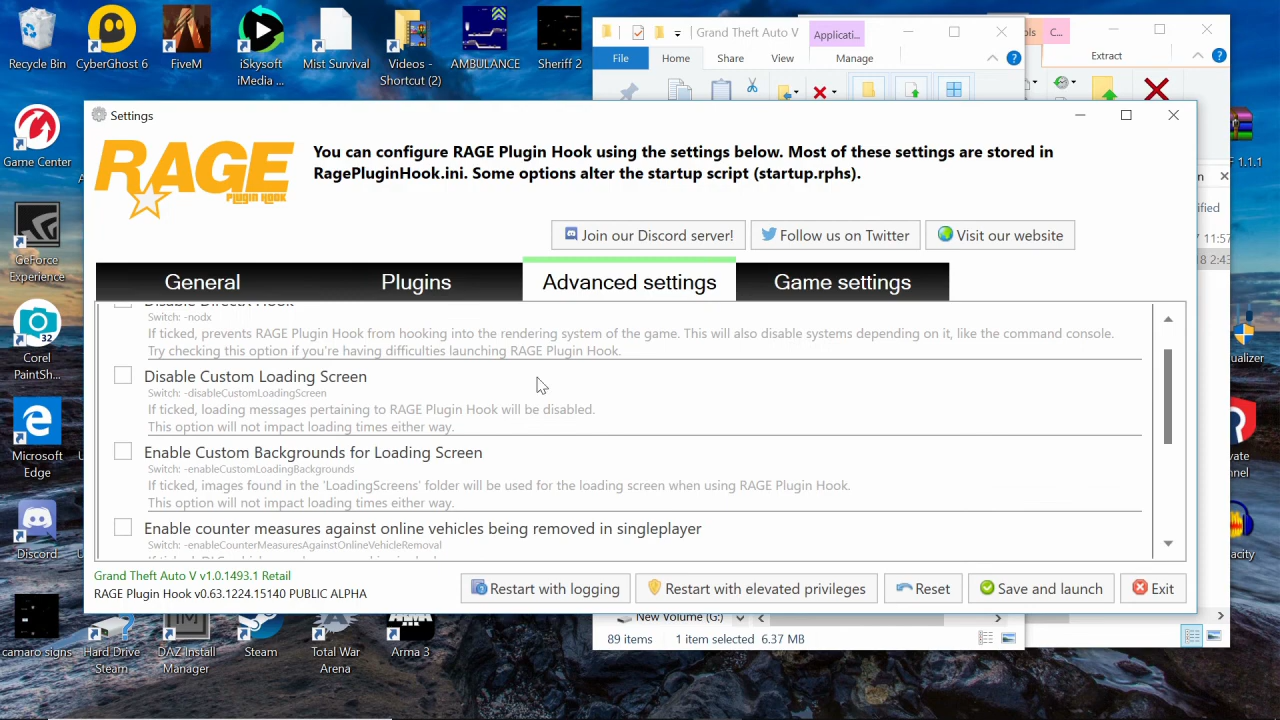 Recycle Bin
CyberGhost 6
FiveM
iSkysoft
iMedia ...
Mist Survival
Videos -
Shortcut (2)
AMBULANCE
Sheriff 2
Grand Theft Auto V
Applicati...
C...
File
Home
Share
View
Manage
Extract
Game Center
GeForce
Experience
Corel
PaintSh...
32
Microsoft
Edge
Discord
F 1.1.1
11:57
8 2:43
Settings
RAGE
PLUGIN HOOK
You can configure RAGE Plugin Hook using the settings below. Most of these settings are stored in
RagePluginHook.ini. Some options alter the startup script (startup.rphs).
Join our Discord server!
Follow us on Twitter
Visit our website
General
Plugins
Advanced settings
Game settings
Disable DirectX Hook
Switch: -nodx
If ticked, prevents RAGE Plugin Hook from hooking into the rendering system of the game. This will also disable systems depending on it, like the command console.
Try checking this option if you're having difficulties launching RAGE Plugin Hook.
Disable Custom Loading Screen
Switch: -disableCustomLoadingScreen
If ticked, loading messages pertaining to RAGE Plugin Hook will be disabled.
This option will not impact loading times either way.
Enable Custom Backgrounds for Loading Screen
Switch: -enableCustomLoadingBackgrounds
If ticked, images found in the 'LoadingScreens' folder will be used for the loading screen when using RAGE Plugin Hook.
This option will not impact loading times either way.
Enable counter measures against online vehicles being removed in singleplayer
Switch: -enableCounterMeasuresAgainstOnlineVehicleRemoval
Grand Theft Auto V v1.0.1493.1 Retail
RAGE Plugin Hook v0.63.1224.15140 PUBLIC ALPHA
Restart with logging
Restart with elevated privileges
Reset
Save and launch
Exit
New Volume (G:)
89 items
1 item selected 6.37 MB
camaro signs
Hard Drive
Steam
DAZ Install
Manager
Steam
Total War
Arena
Arma 3